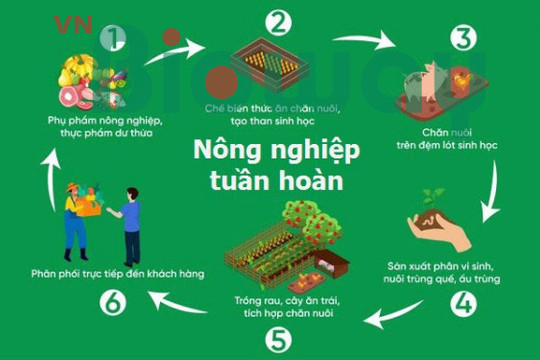 VN
Bioway
1
2
3
Phụ phẩm nông nghiệp,
thực phẩm dư thừa
Chế biến thức ăn chăn nuôi,
tạo than sinh học
Chăn nuôi
trên đệm lót sinh học
Nông nghiệp
tuần hoàn
Phân phối trực tiếp đến khách hàng
Sản xuất phân vi sinh,
nuôi trùng quế, ấu trùng
6
Trồng rau, cây ăn trái,
tích hợp chăn nuôi
4
5